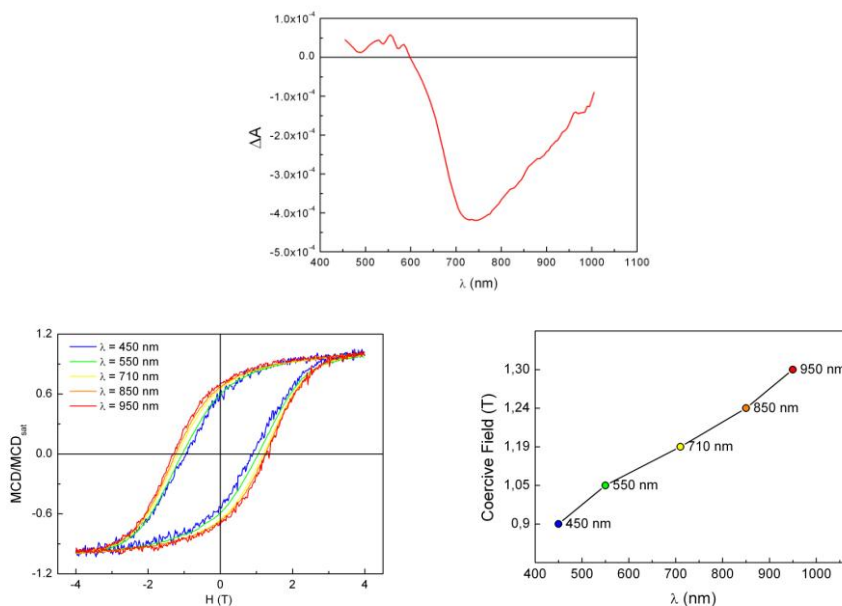 1.0x10⁻⁴
0.0
-1.0x10⁻⁴
-2.0x10⁻⁴
-3.0x10⁻⁴
-4.0x10⁻⁴
-5.0x10⁻⁴
ΔA
400 500 600 700 800 900 1000 1100
λ (nm)
1.2
0.6
0.0
-0.6
-1.2
MCD/MCDsat
λ = 450 nm
λ = 550 nm
λ = 710 nm
λ = 850 nm
λ = 950 nm
-4 -2 0 2 4
H (T)
1,30
1,24
1,19
1,05
0,9
Coercive Field (T)
950 nm
850 nm
710 nm
550 nm
450 nm
400 500 600 700 800 900 1000
λ (nm)